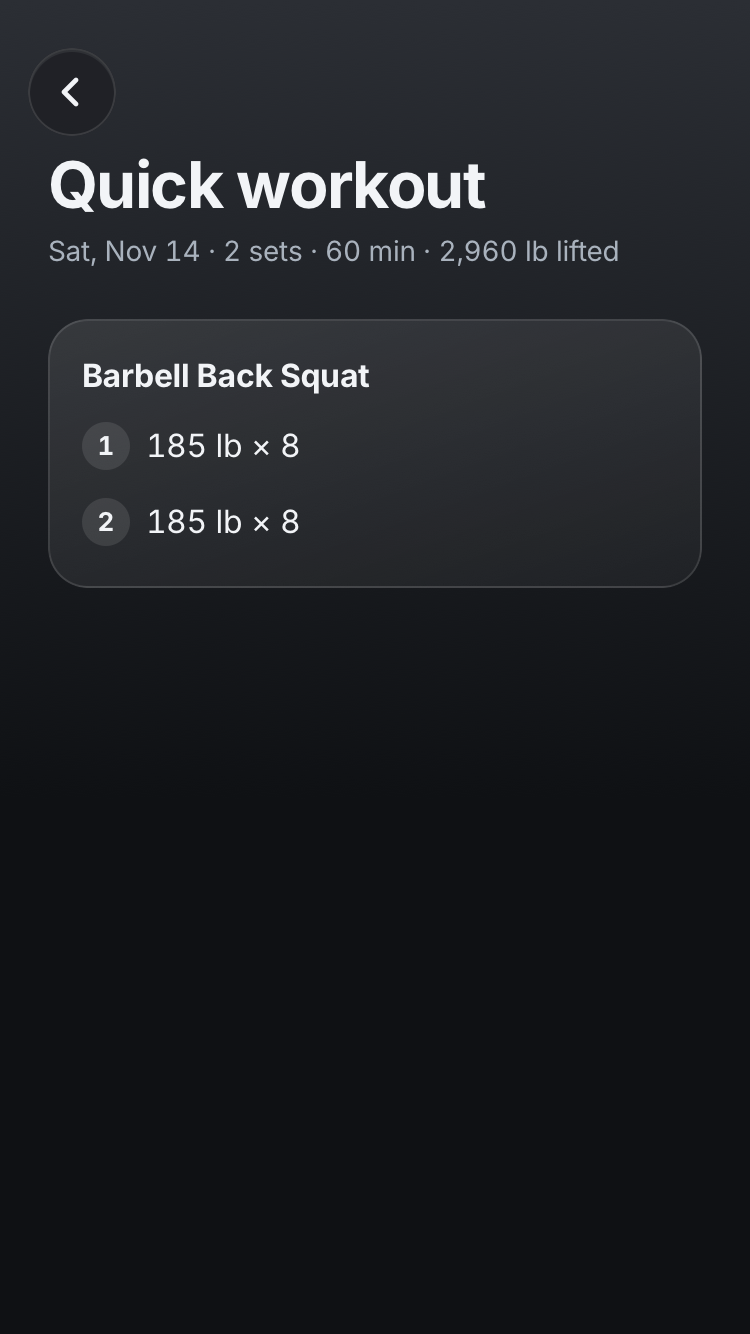 Quick workout
Sat, Nov 14 · 2 sets · 60 min · 2,960 lb lifted
Barbell Back Squat
1 185 lb × 8
2 185 lb × 8